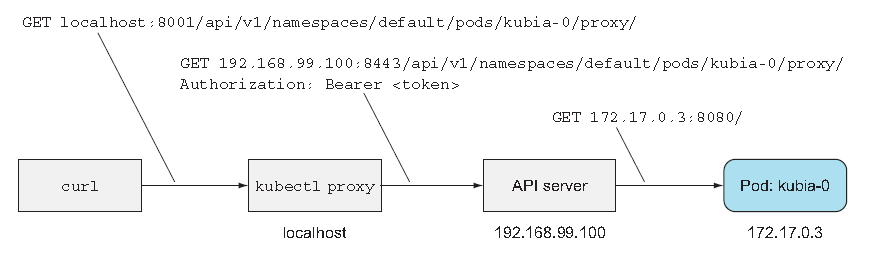 GET localhost:8001/api/v1/namespaces/default/pods/kubia-0/proxy/
GET 192.168.99.100:8443/api/v1/namespaces/default/pods/kubia-0/proxy/
Authorization: Bearer <token>
GET 172.17.0.3:8080/
curl
kubectl proxy
API server
Pod: kubia-0
localhost
192.168.99.100
172.17.0.3